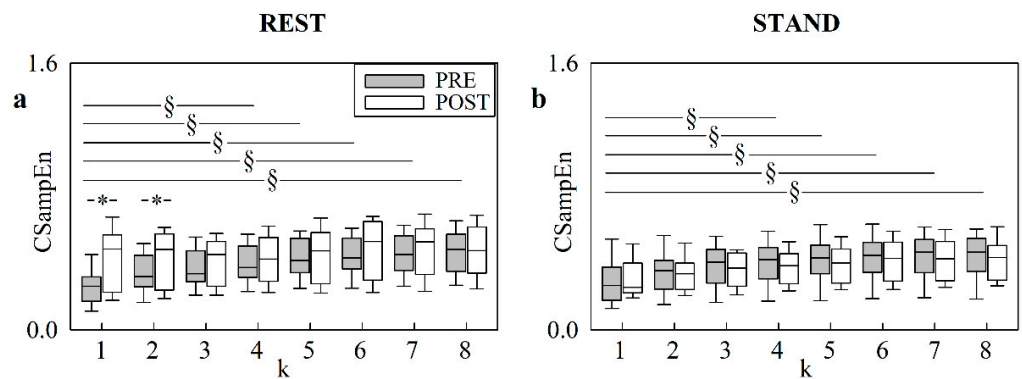 REST
STAND
a
1.6
CSampEn
0.0
PRE
POST
§
§
§
§
§
-*-
-*-
1 2 3 4 5 6 7 8
k
b
1.6
CSampEn
0.0
§
§
§
§
§
1 2 3 4 5 6 7 8
k